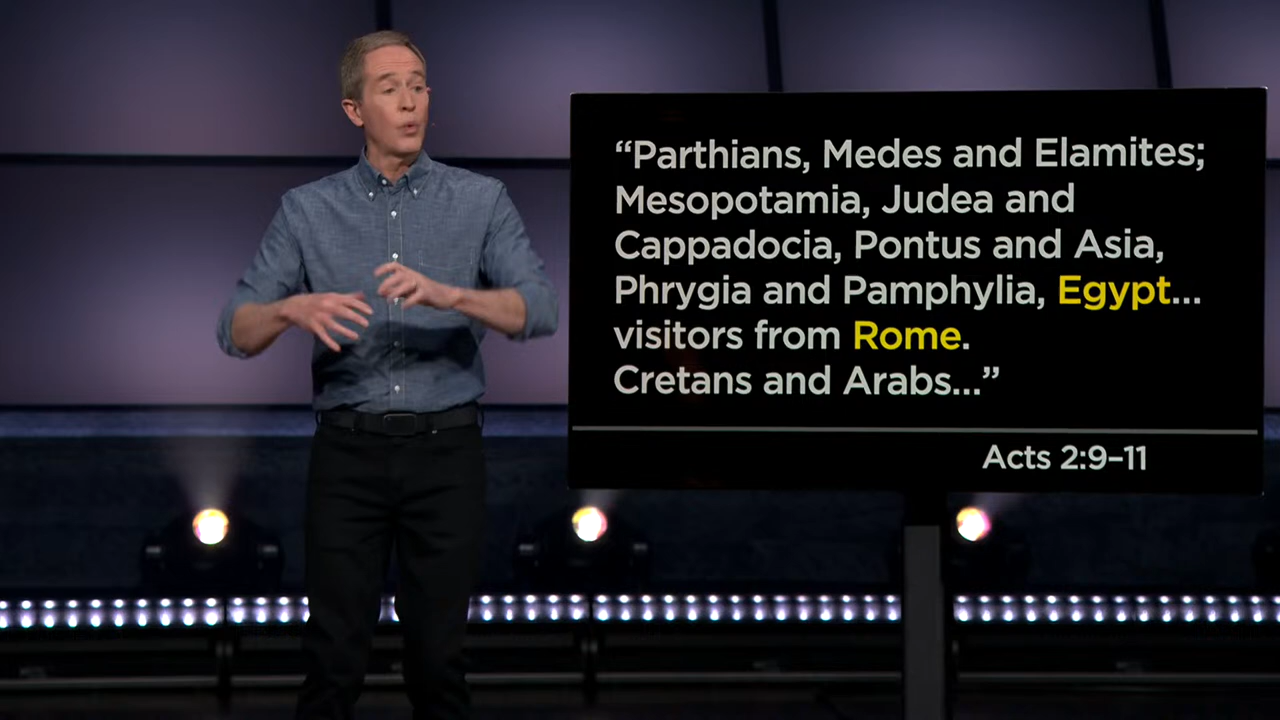 “Parthians, Medes and Elamites;
Mesopotamia, Judea and
Cappadocia, Pontus and Asia,
Phrygia and Pamphylia, Egypt...
visitors from Rome.
Cretans and Arabs...”
Acts 2:9–11